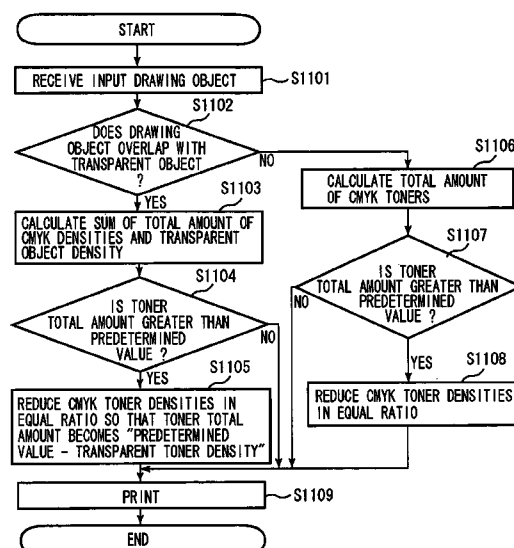 START
RECEIVE INPUT DRAWING OBJECT
S1101
S1102
DOES DRAWING
OBJECT OVERLAP WITH
TRANSPARENT OBJECT
?
NO
YES
S1103
CALCULATE SUM OF TOTAL AMOUNT OF
CMYK DENSITIES AND TRANSPARENT
OBJECT DENSITY
S1104
IS TONER
TOTAL AMOUNT GREATER THAN
PREDETERMINED
VALUE ?
NO
YES
S1105
REDUCE CMYK TONER DENSITIES IN
EQUAL RATIO SO THAT TONER TOTAL
AMOUNT BECOMES "PREDETERMINED
VALUE - TRANSPARENT TONER DENSITY"
S1106
CALCULATE TOTAL AMOUNT
OF CMYK TONERS
S1107
IS TONER
TOTAL AMOUNT GREATER THAN
PREDETERMINED
VALUE ?
NO
YES
S1108
REDUCE CMYK TONER DENSITIES
IN EQUAL RATIO
PRINT
S1109
END